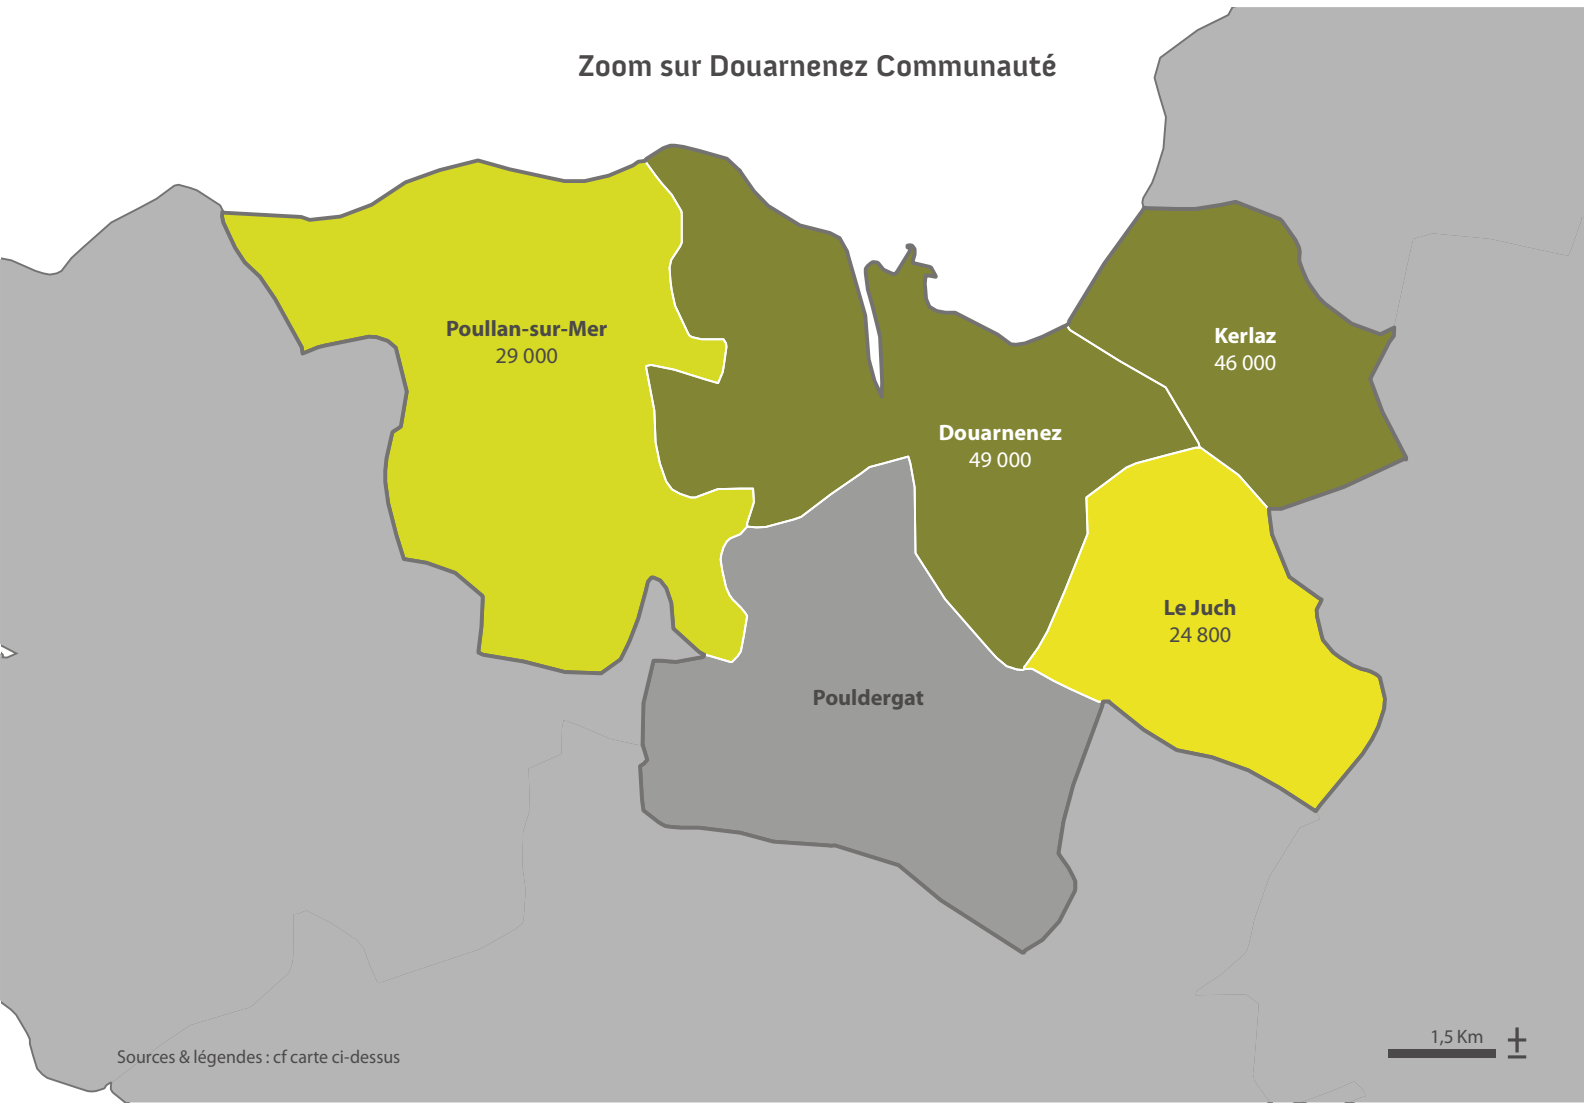 Zoom sur Douarnenez Communauté
Poullan-sur-Mer
29 000
Kerlaz
46 000
Douarnenez
49 000
Le Juch
24 800
Pouldergat
Sources & légendes : cf carte ci-dessus
1,5 Km